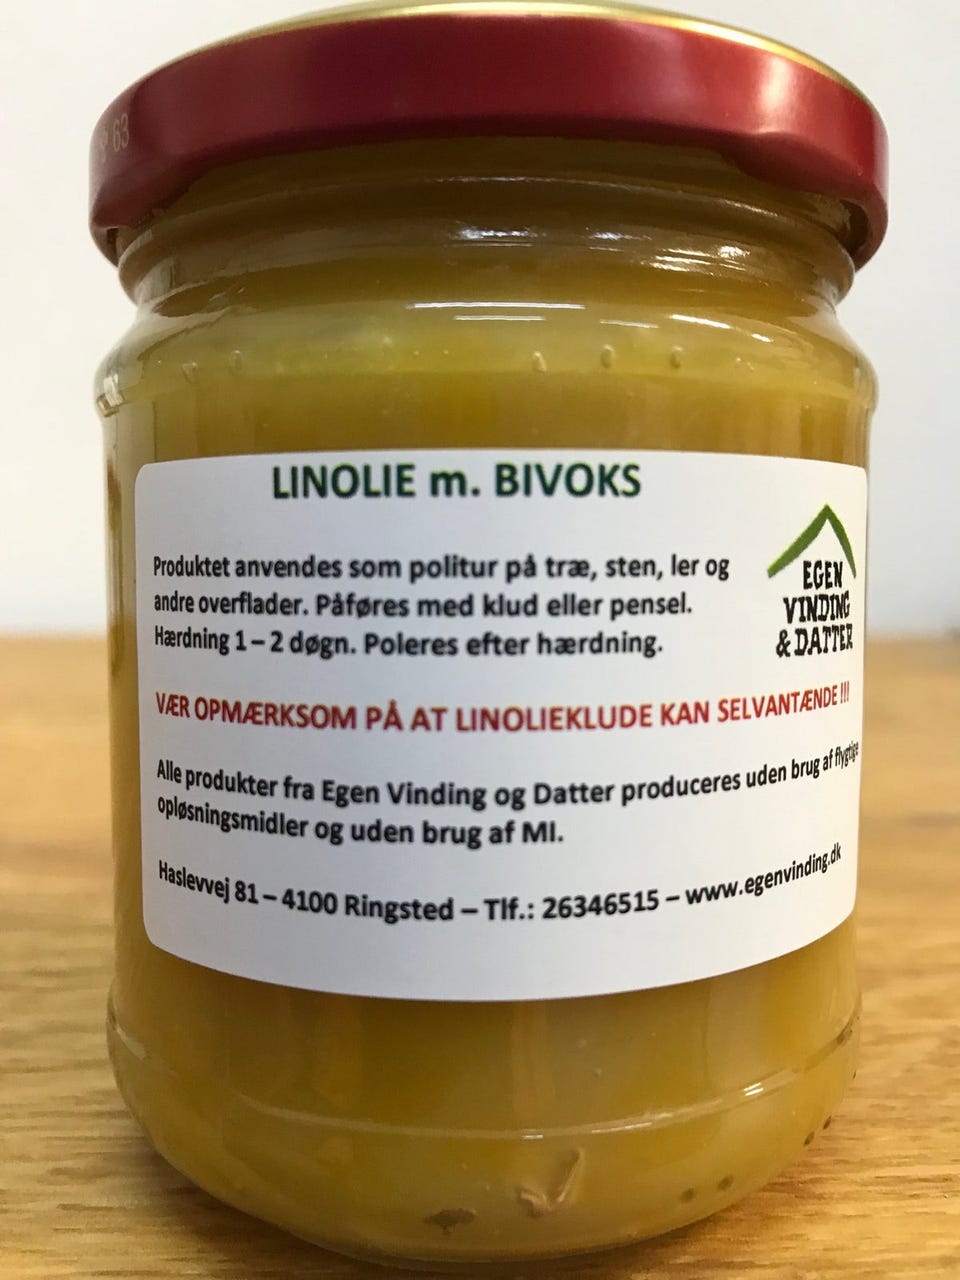 63
LINOLIE m. BIVOKS
EGEN
VINDING
& DATTER
Produktet anvendes som politur på træ, sten, ler og
andre overflader. Påføres med klud eller pensel.
Hærdning 1 – 2 døgn. Poleres efter hærdning.
VÆR OPMÆRKSOM PÅ AT LINOLIEKLUDE KAN SELVANTÆNDE !!!
Alle produkter fra Egen Vinding og Datter produceres uden brug af flygtige
opløsningsmidler og uden brug af MI.
Haslevvej 81 – 4100 Ringsted – Tlf.: 26346515 – www.egenvinding.dk